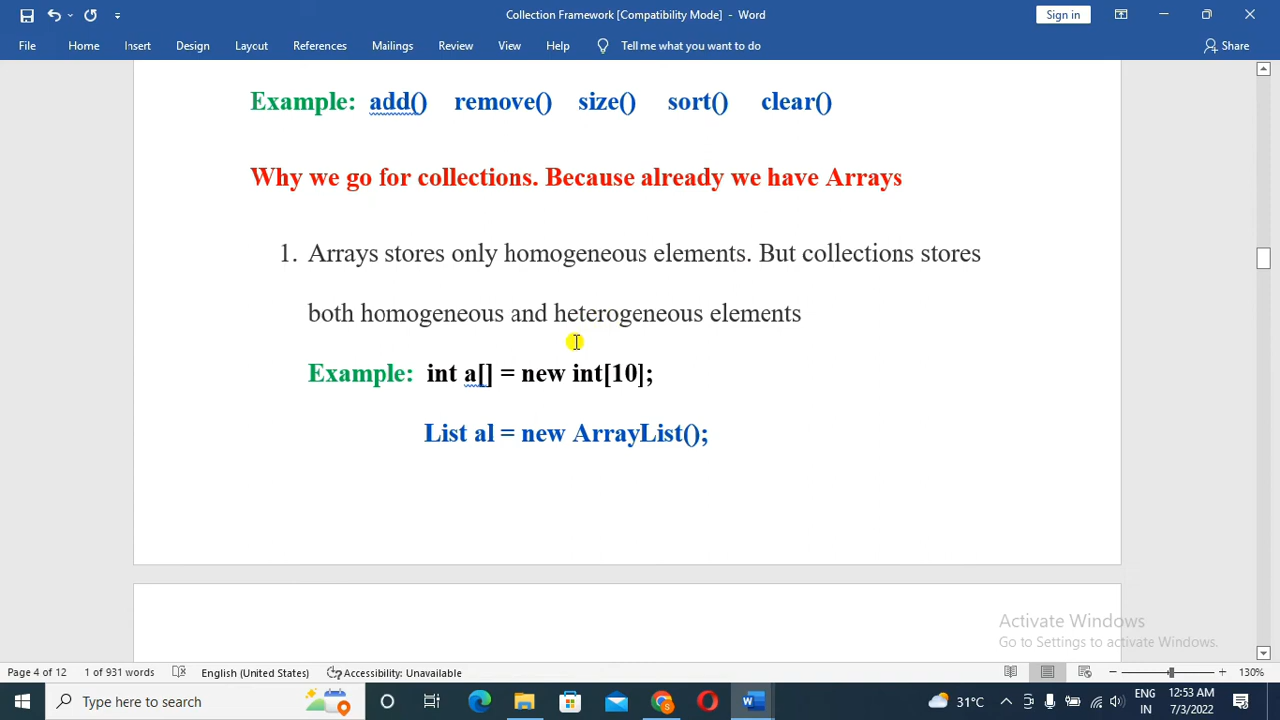 Collection Framework [Compatibility Mode] - Word
Sign in
File Home Insert Design Layout References Mailings Review View Help Tell me what you want to do Share
Example: add() remove() size() sort() clear()
Why we go for collections. Because already we have Arrays
1. Arrays stores only homogeneous elements. But collections stores
both homogeneous and heterogeneous elements
Example: int a[] = new int[10];
List al = new ArrayList();
Activate Windows
Go to Settings to activate Windows.
Page 4 of 12 1 of 931 words English (United States) Accessibility: Unavailable 130%
Type here to search
31°C
ENG
IN
12:53 AM
7/3/2022